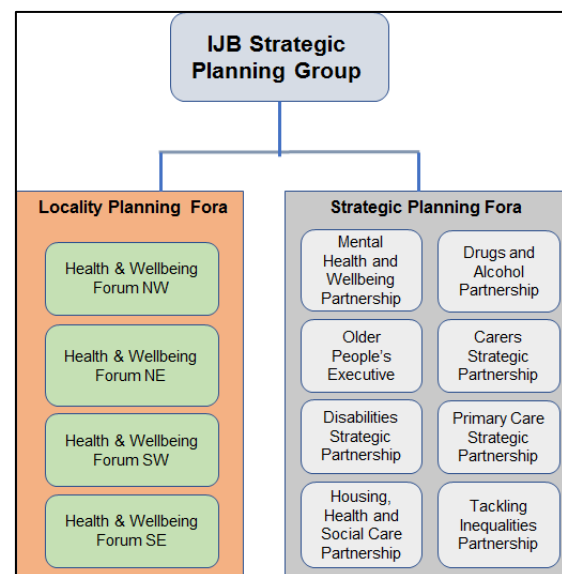 IJB Strategic
Planning Group
Locality Planning Fora
Health & Wellbeing
Forum NW
Health & Wellbeing
Forum NE
Health & Wellbeing
Forum SW
Health & Wellbeing
Forum SE
Strategic Planning Fora
Mental
Health and
Wellbeing
Partnership
Drugs and
Alcohol
Partnership
Older
People's
Executive
Carers
Strategic
Partnership
Disabilities
Strategic
Partnership
Primary Care
Strategic
Partnership
Housing,
Health and
Social Care
Partnership
Tackling
Inequalities
Partnership